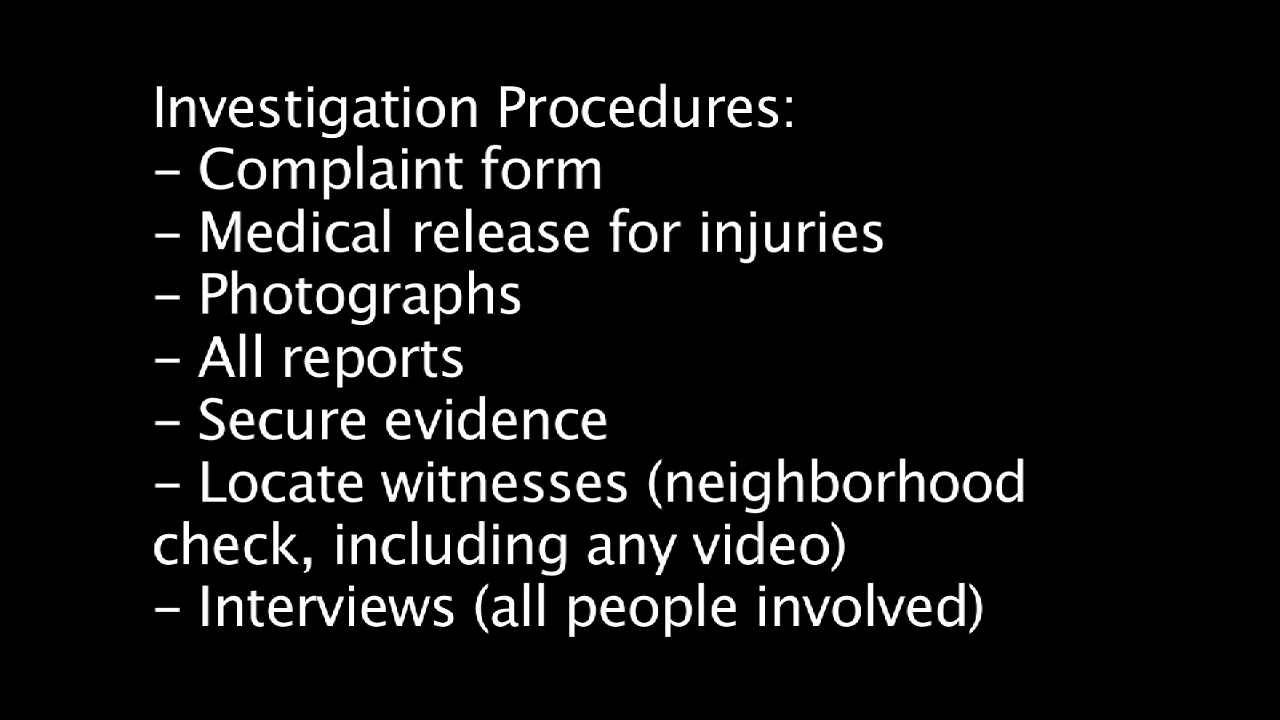 Investigation Procedures:
– Complaint form
– Medical release for injuries
– Photographs
– All reports
– Secure evidence
– Locate witnesses (neighborhood
check, including any video)
– Interviews (all people involved)